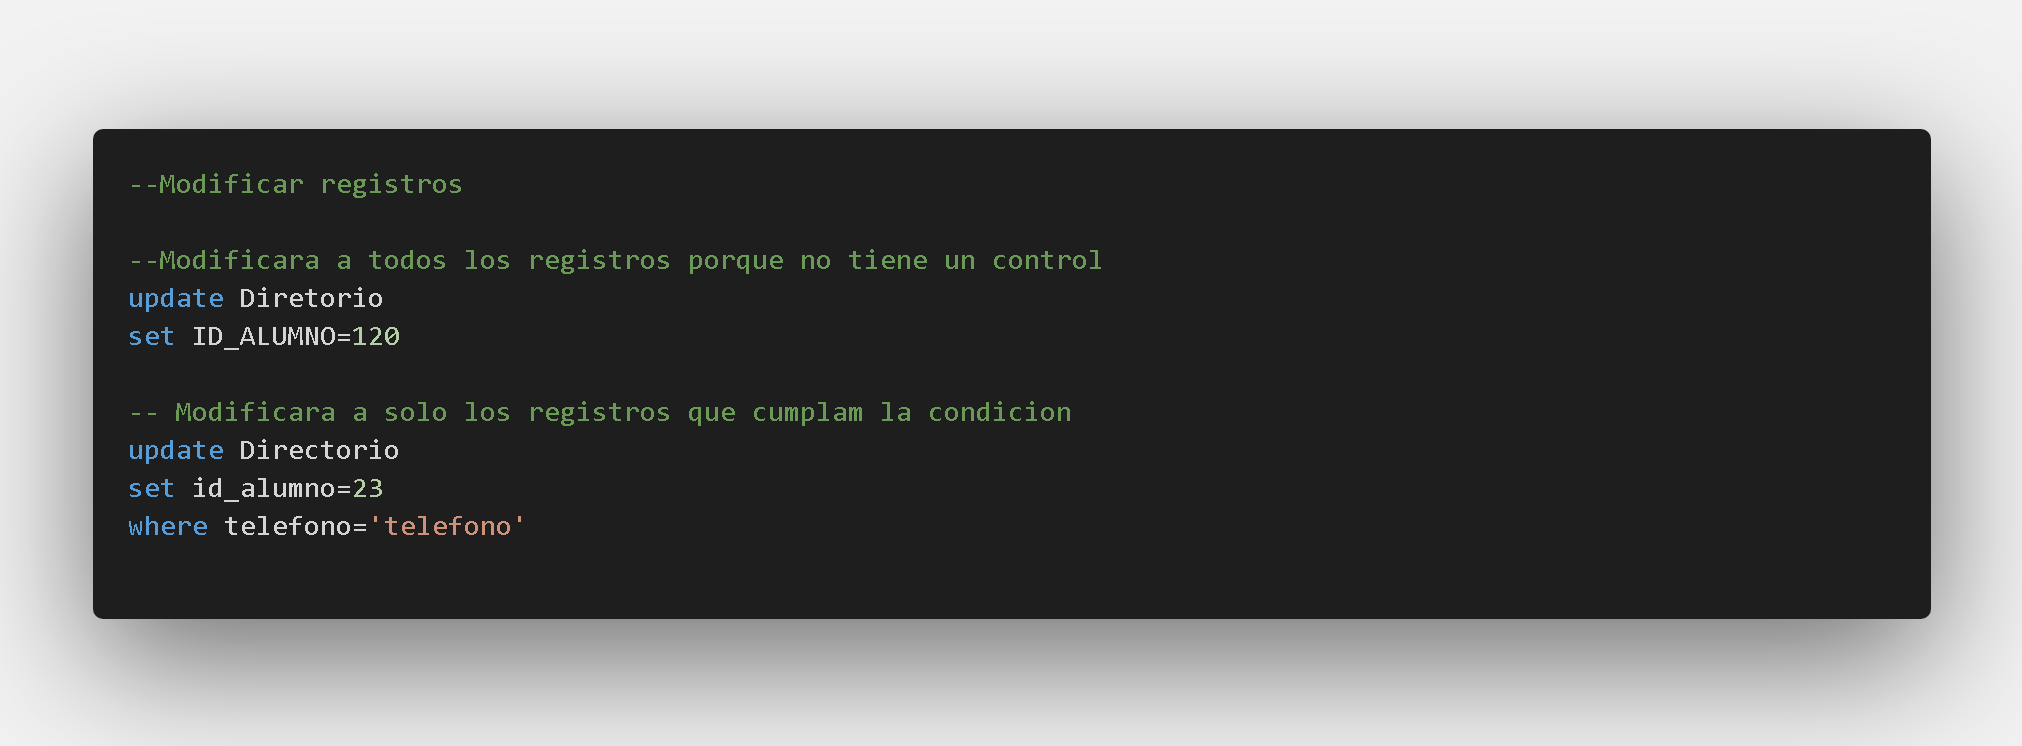 --Modificar registros
--Modificara a todos los registros porque no tiene un control
update Diretorio
set ID_ALUMNO=120
-- Modificara a solo los registros que cumplam la condicion
update Directorio
set id_alumno=23
where telefono='telefono'